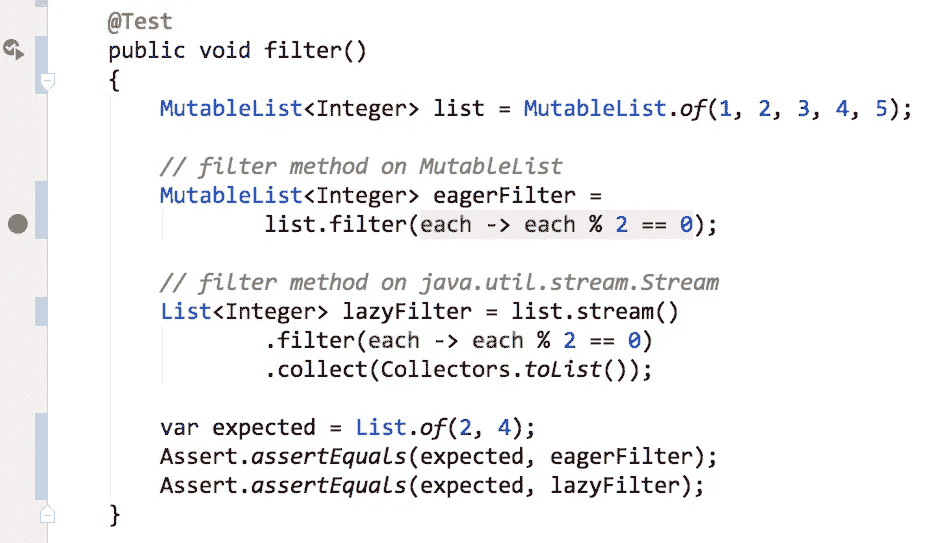 @Test
public void filter()
{
MutableList<Integer> list = MutableList.of(1, 2, 3, 4, 5);
// filter method on MutableList
MutableList<Integer> eagerFilter =
list.filter(each -> each % 2 == 0);
// filter method on java.util.stream.Stream
List<Integer> lazyFilter = list.stream()
.filter(each -> each % 2 == 0)
.collect(Collectors.toList());
var expected = List.of(2, 4);
Assert.assertEquals(expected, eagerFilter);
Assert.assertEquals(expected, lazyFilter);
}